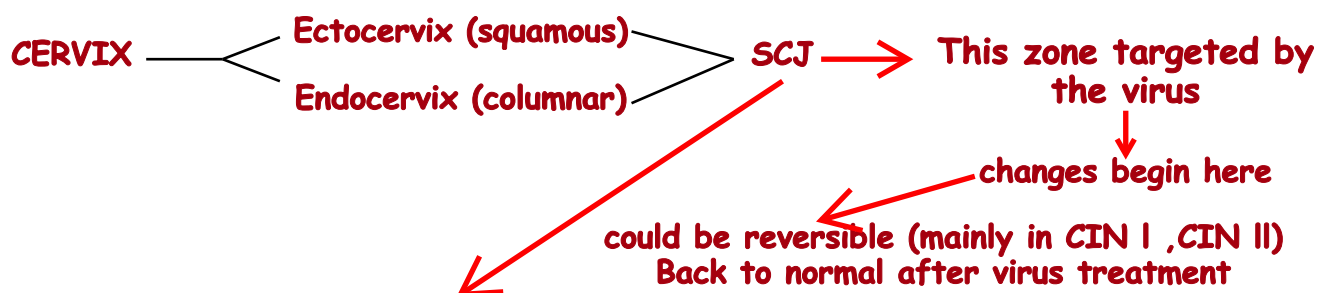 CERVIX
Ectocervix (squamous)
Endocervix (columnar)
SCJ
This zone targeted by
the virus
changes begin here
could be reversible (mainly in CIN l ,CIN ll)
Back to normal after virus treatment